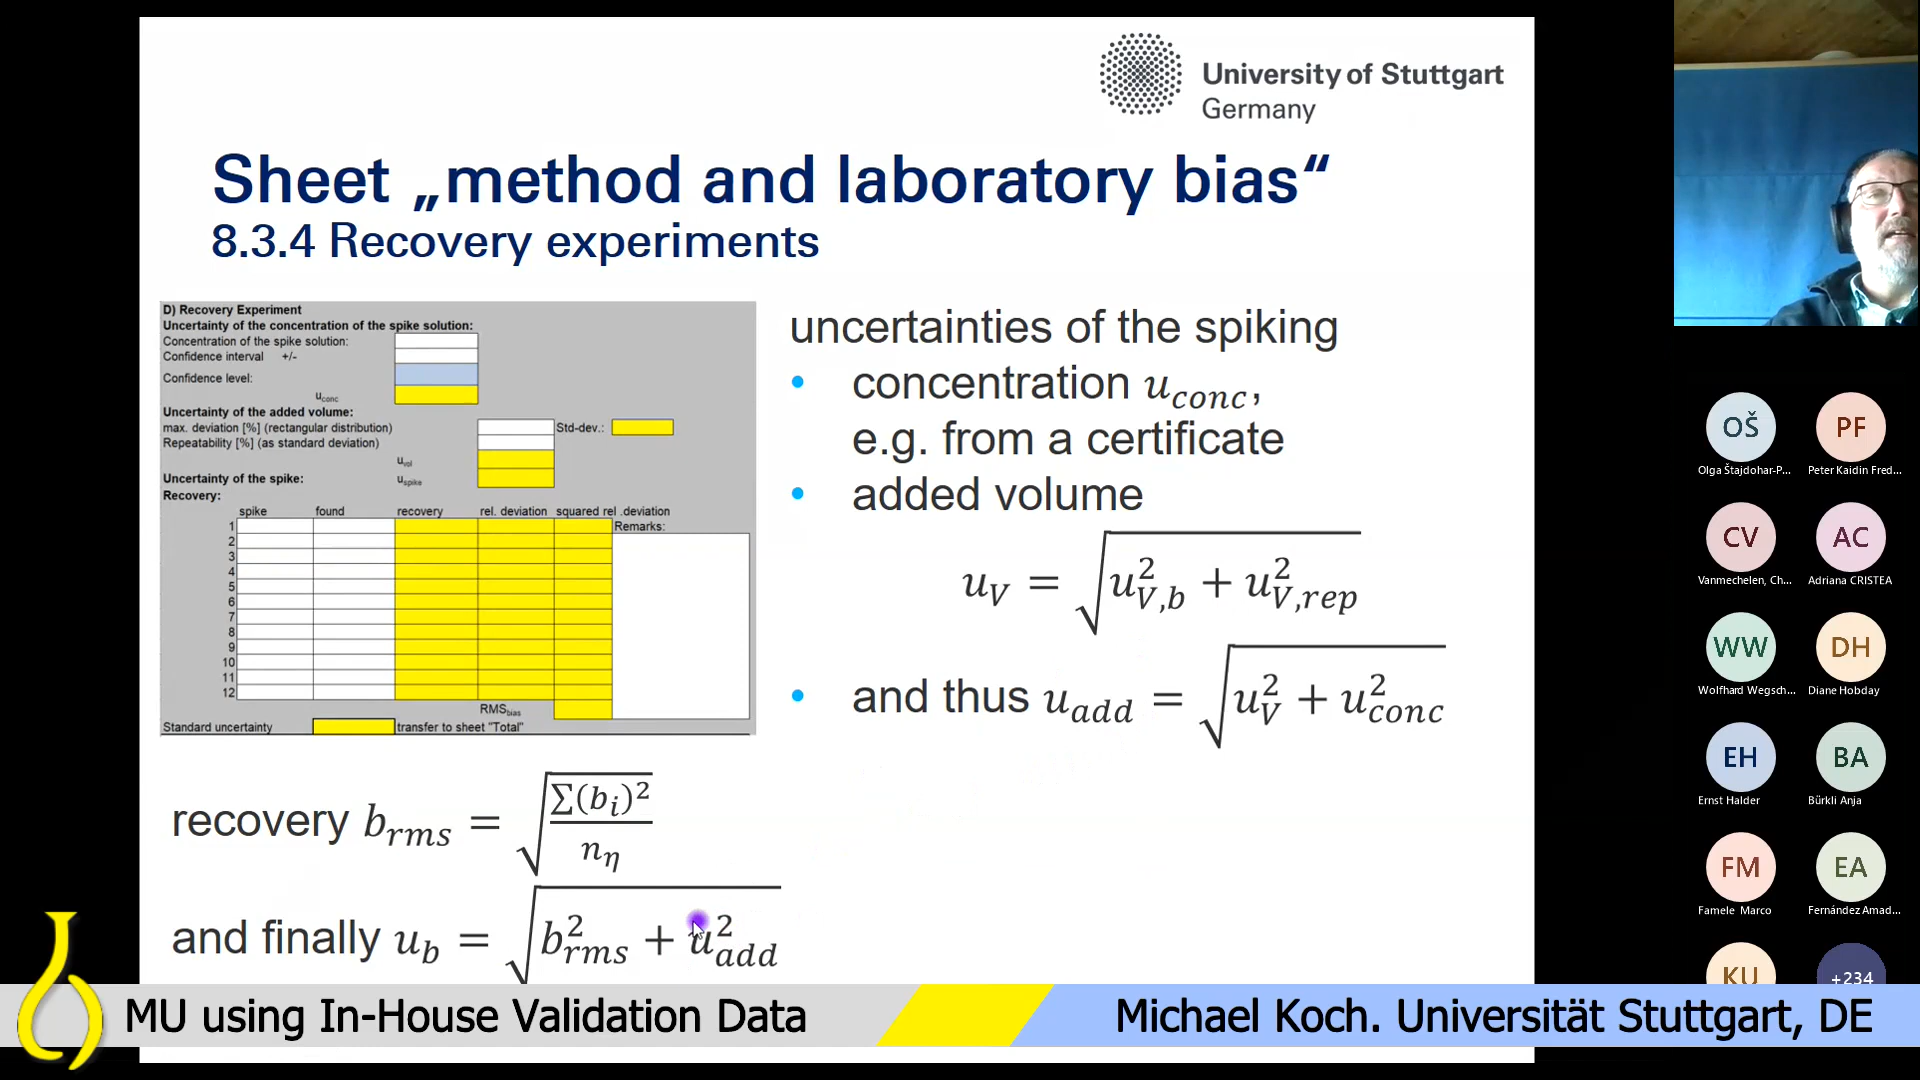 University of Stuttgart
Germany
Sheet „method and laboratory bias“
8.3.4 Recovery experiments
D) Recovery Experiment
Uncertainty of the concentration of the spike solution:
Concentration of the spike solution:
Confidence interval +/-
Confidence level:
u_conc
Uncertainty of the added volume:
max. deviation [%] (rectangular distribution) Std-dev.:
Repeatability [%] (as standard deviation)
u_vol
Uncertainty of the spike: u_spike
Recovery:
spike found recovery rel. deviation squared rel .deviation
1 Remarks:
2
3
4
5
6
7
8
9
10
11
12
RMS_bias
Standard uncertainty transfer to sheet "Total"
uncertainties of the spiking
• concentration u_conc,
e.g. from a certificate
• added volume
u_V = √(u²_V,b + u²_V,rep)
• and thus u_add = √(u²_V + u²_conc)
recovery b_rms = √(∑(b_i)²/n_η)
and finally u_b = √(b²_rms + u²_add)
OŠ PF
Olga Štajdohar-P... Peter Kaidin Fred...
CV AC
Vanmechelen, Ch... Adriana CRISTEA
WW DH
Wolfhard Wegsch... Diane Hobday
EH BA
Ernst Halder Bürkli Anja
FM EA
Famele Marco Fernández Amad...
KU +234
MU using In-House Validation Data
Michael Koch. Universität Stuttgart, DE